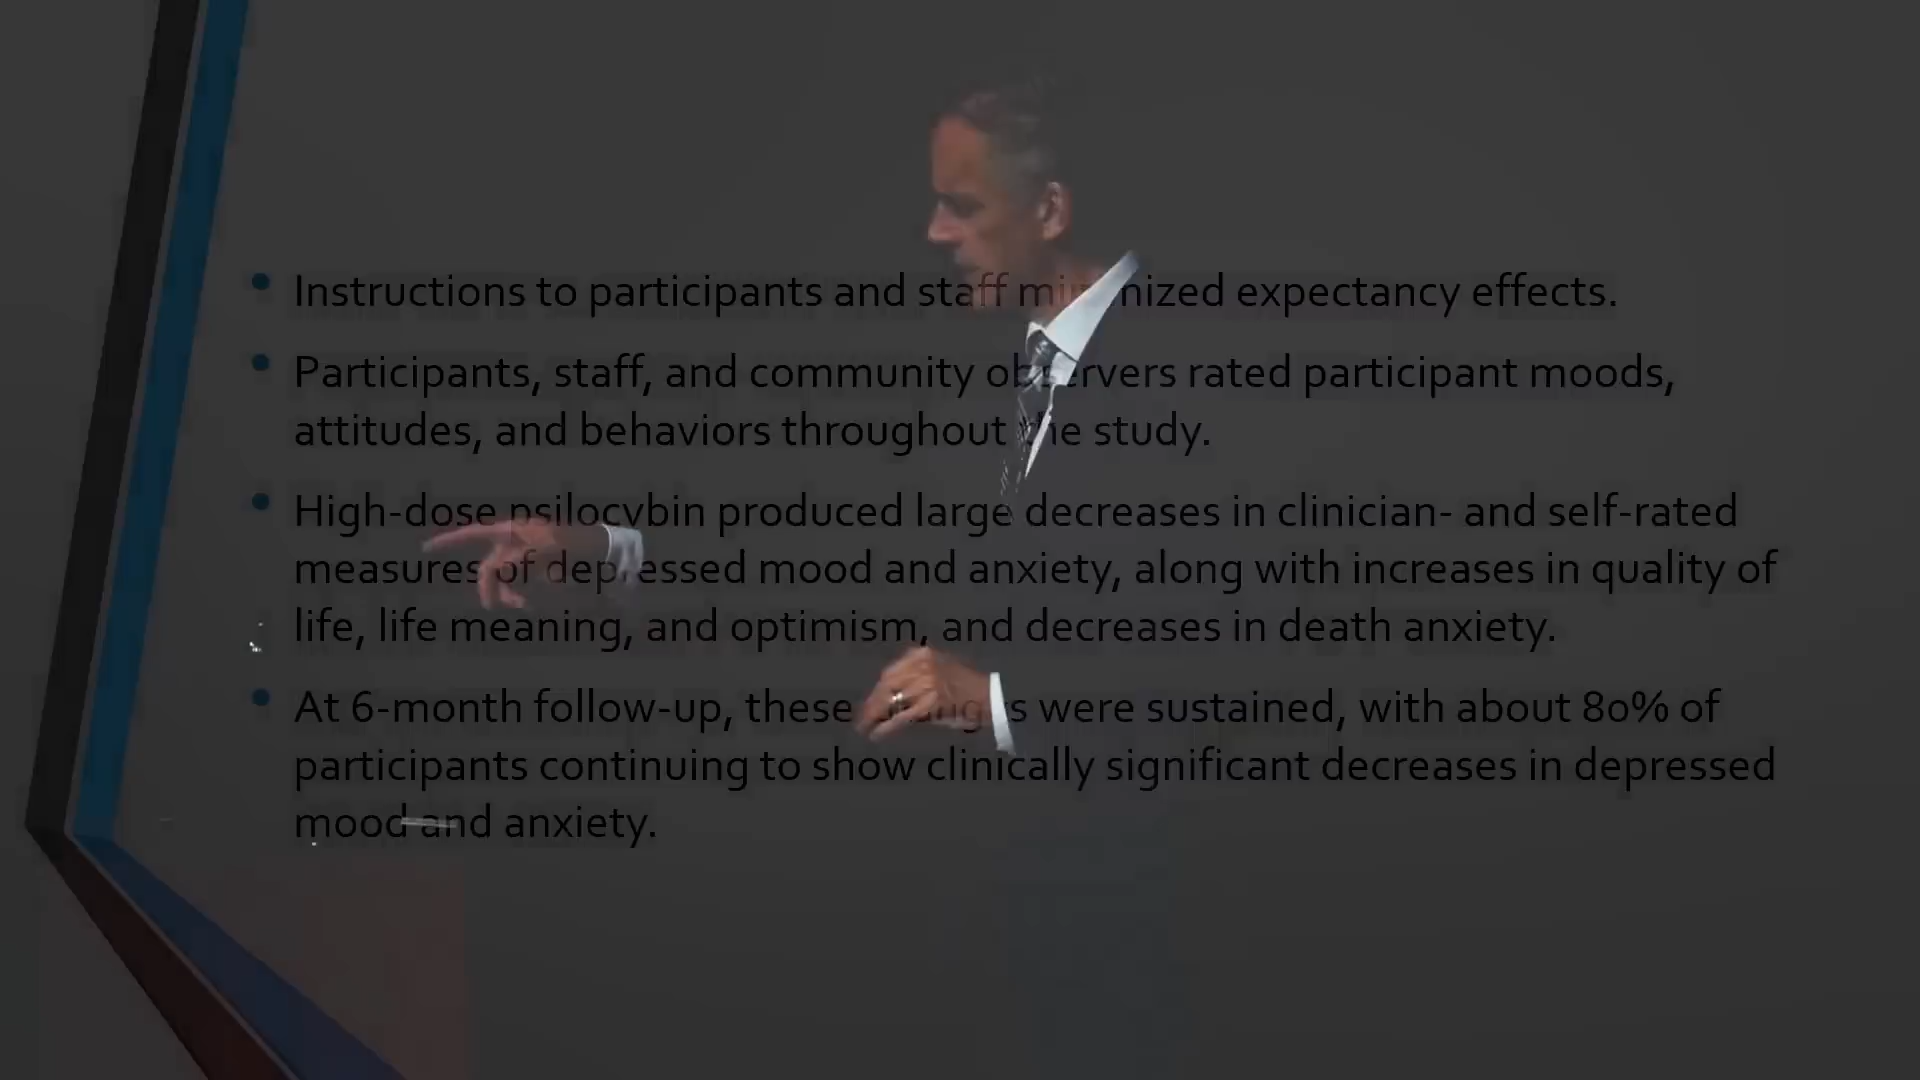 Instructions to participants and staff minimized expectancy effects.
Participants, staff, and community observers rated participant moods,
attitudes, and behaviors throughout the study.
High-dose psilocybin produced large decreases in clinician- and self-rated
measures of depressed mood and anxiety, along with increases in quality of
life, life meaning, and optimism, and decreases in death anxiety.
At 6-month follow-up, these changes were sustained, with about 80% of
participants continuing to show clinically significant decreases in depressed
mood and anxiety.